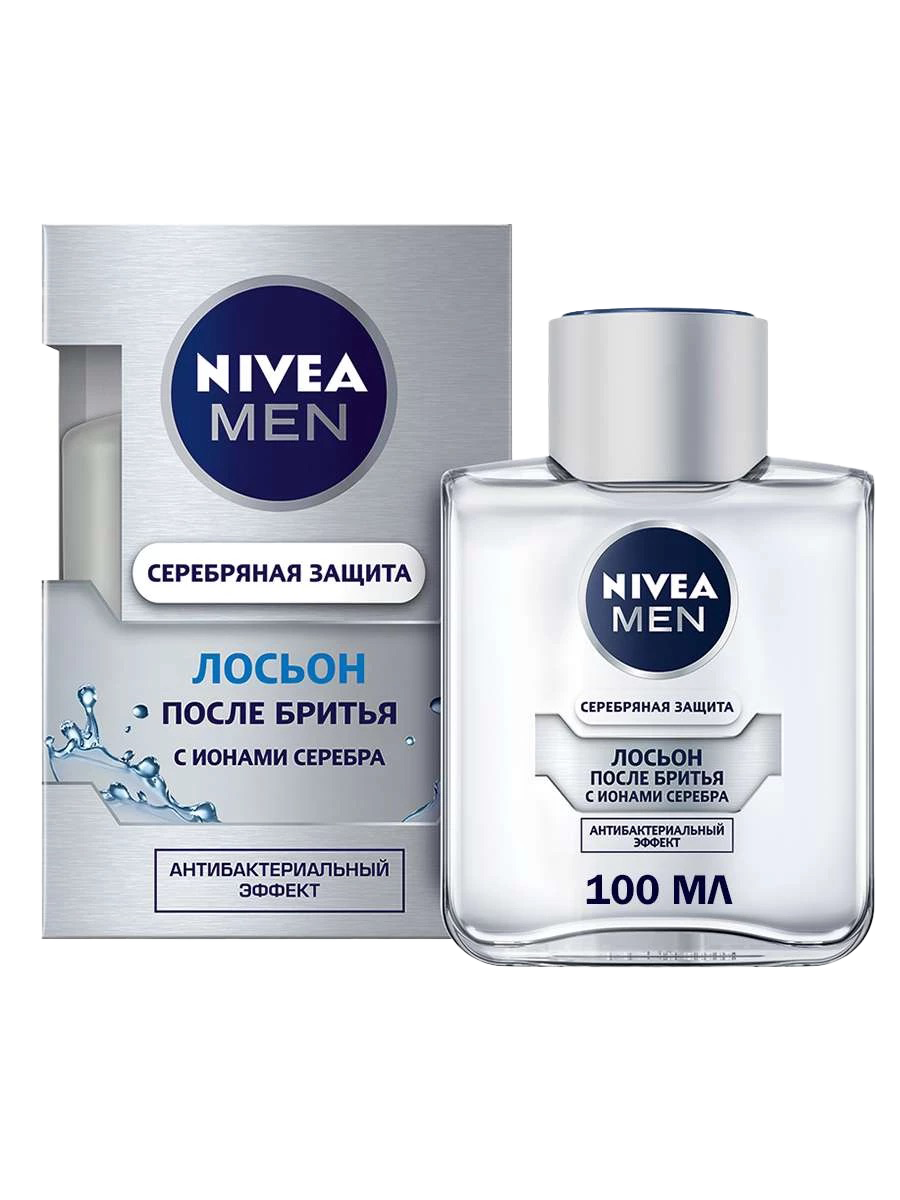 NIVEA
MEN
СЕРЕБРЯНАЯ ЗАЩИТА
ЛОСЬОН
ПОСЛЕ БРИТЬЯ
С ИОНАМИ СЕРЕБРА
АНТИБАКТЕРИАЛЬНЫЙ
ЭФФЕКТ
NIVEA
MEN
СЕРЕБРЯНАЯ ЗАЩИТА
ЛОСЬОН
ПОСЛЕ БРИТЬЯ
С ИОНАМИ СЕРЕБРА
АНТИБАКТЕРИАЛЬНЫЙ
ЭФФЕКТ
100 МЛ